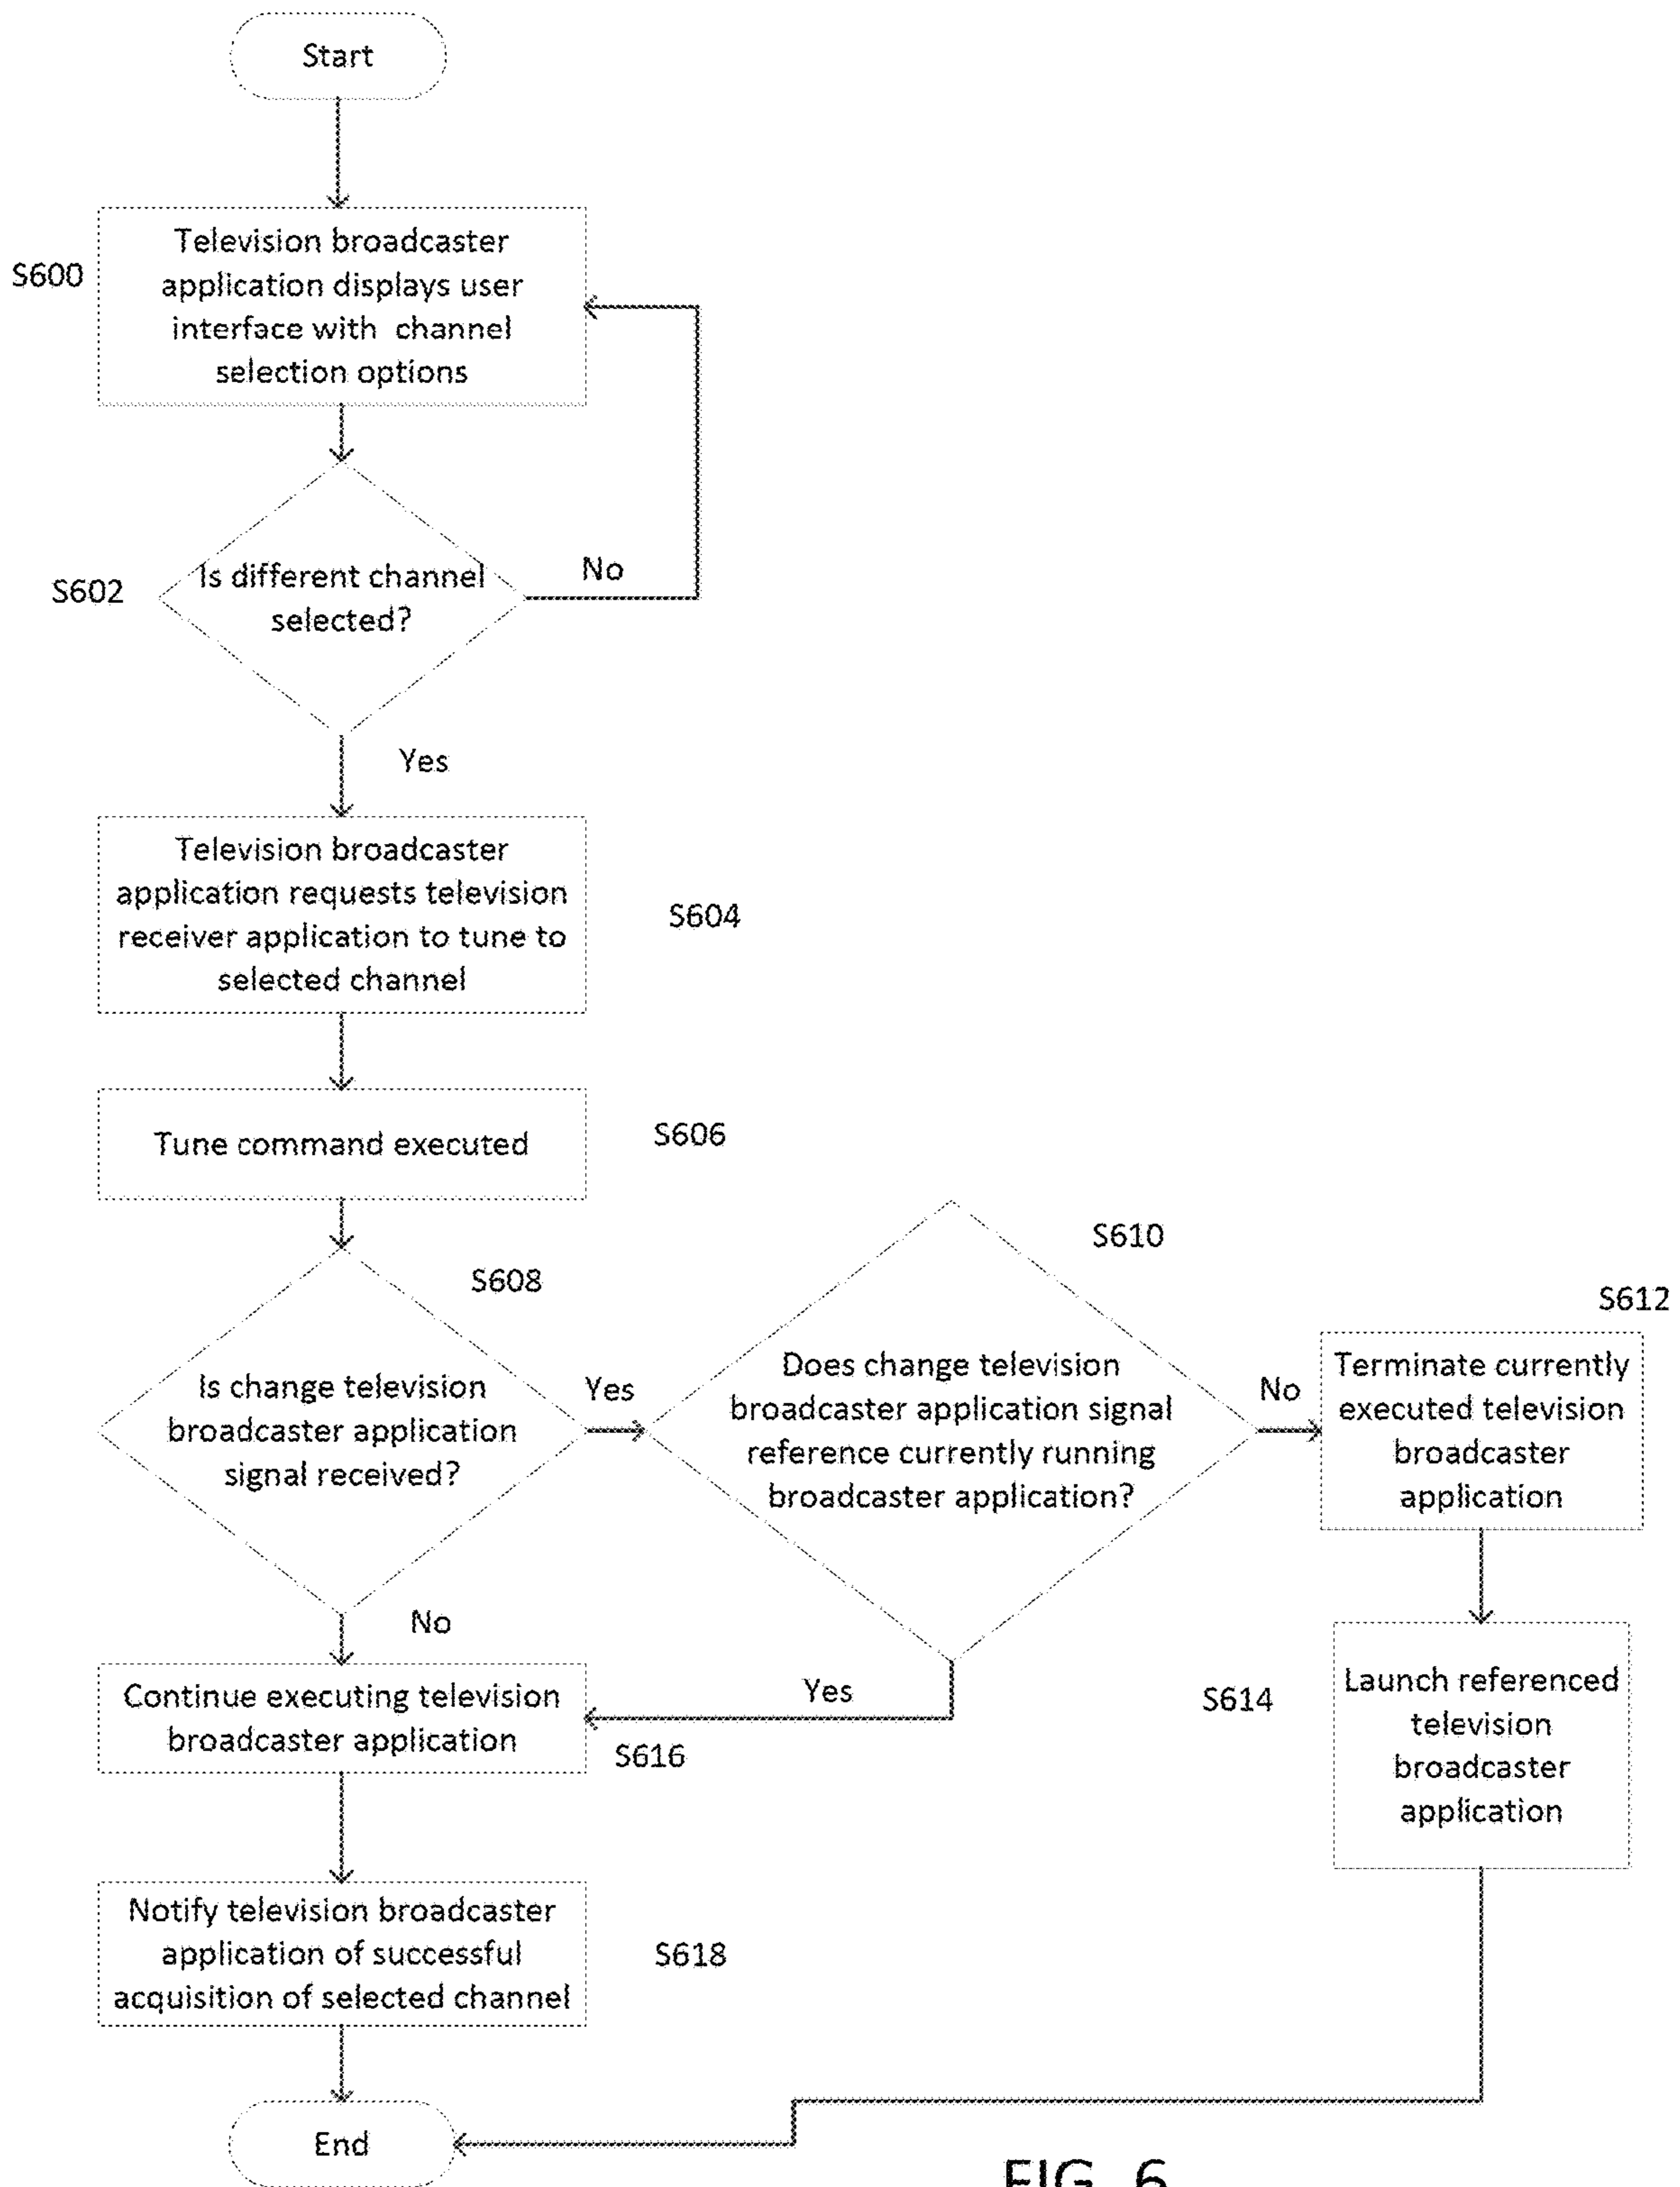 Start
S600
Television broadcaster
application displays user
interface with channel
selection options
S602
Is different channel
selected?
No
Yes
Television broadcaster
application requests television
receiver application to tune to
selected channel
S604
Tune command executed
S606
S608
Is change television
broadcaster application
signal received?
Yes
No
S610
Does change television
broadcaster application signal
reference currently running
broadcaster application?
No
Yes
S612
Terminate currently
executed television
broadcaster
application
S614
Launch referenced
television
broadcaster
application
Continue executing television
broadcaster application
S616
Notify television broadcaster
application of successful
acquisition of selected channel
S618
End
FIG. 6